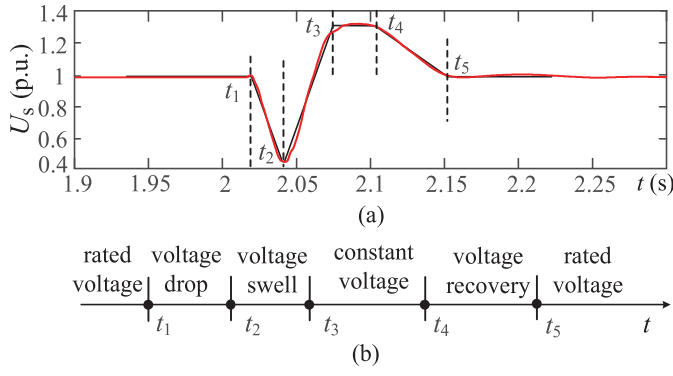 1.4
1.2
1
0.8
0.6
0.4
U_s (p.u.)
t_1
t_2
t_3
t_4
t_5
1.9 1.95 2 2.05 2.1 2.15 2.2 2.25 t (s)
(a)
rated voltage
voltage drop
voltage swell
constant voltage
voltage recovery
rated voltage
t_1 t_2 t_3 t_4 t_5 t
(b)